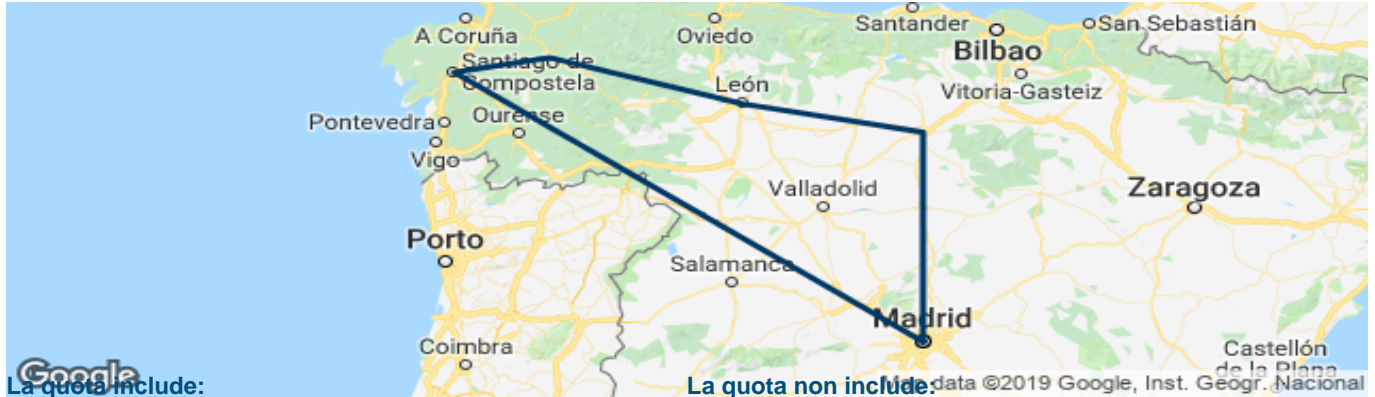 Santander
San Sebastián
A Coruña
Oviedo
Bilbao
Santiago de
Compostela
León
Vitoria-Gasteiz
Pontevedra
Ourense
Vigo
Valladolid
Zaragoza
Porto
Salamanca
Madrid
Coimbra
Castellón
de la Plana
Google
La quota include:
La quota non include:
Map data ©2019 Google, Inst. Geogr. Nacional